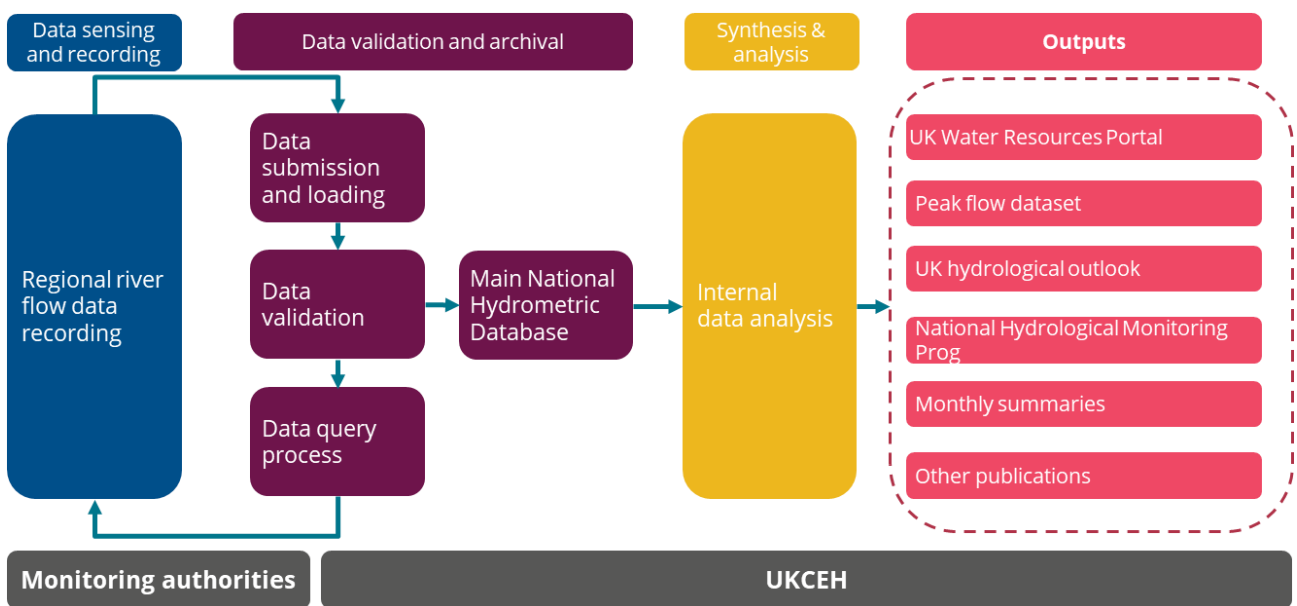 Data sensing
and recording
Data validation and archival
Synthesis &
analysis
Outputs
Regional river
flow data
recording
Data
submission
and loading
Data
validation
Data query
process
Main National
Hydrometric
Database
Internal
data analysis
UK Water Resources Portal
Peak flow dataset
UK hydrological outlook
National Hydrological Monitoring
Prog
Monthly summaries
Other publications
Monitoring authorities
UKCEH